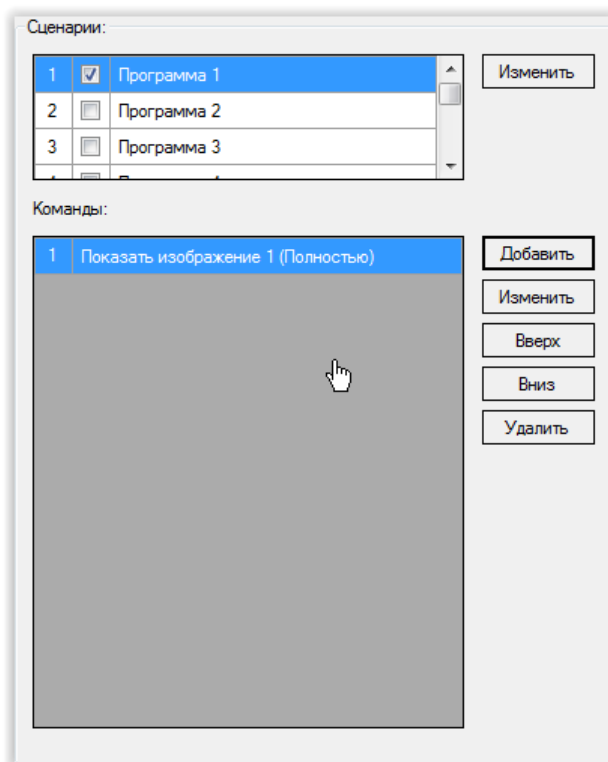 Сценарии:
1 Программа 1 Изменить
2 Программа 2
3 Программа 3
Команды:
1 Показать изображение 1 (Полностью) Добавить
Изменить
Вверх
Вниз
Удалить